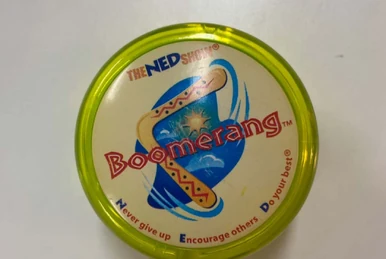 THE NED SHOW®
Boomerang™
Never give up Encourage others Do your best®